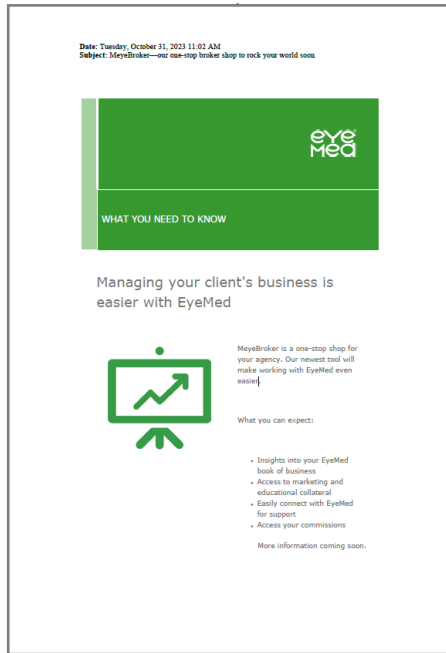 Date: Tuesday, October 31, 2023 11:02 AM
Subject: MeyeBroker—our one-stop broker shop to rock your world soon
eye
Med
WHAT YOU NEED TO KNOW
Managing your client's business is
easier with EyeMed
MeyeBroker is a one-stop shop for
your agency. Our newest tool will
make working with EyeMed even
easier.
What you can expect:
• Insights into your EyeMed
book of business
• Access to marketing and
educational collateral
• Easily connect with EyeMed
for support
• Access your commissions
More information coming soon.